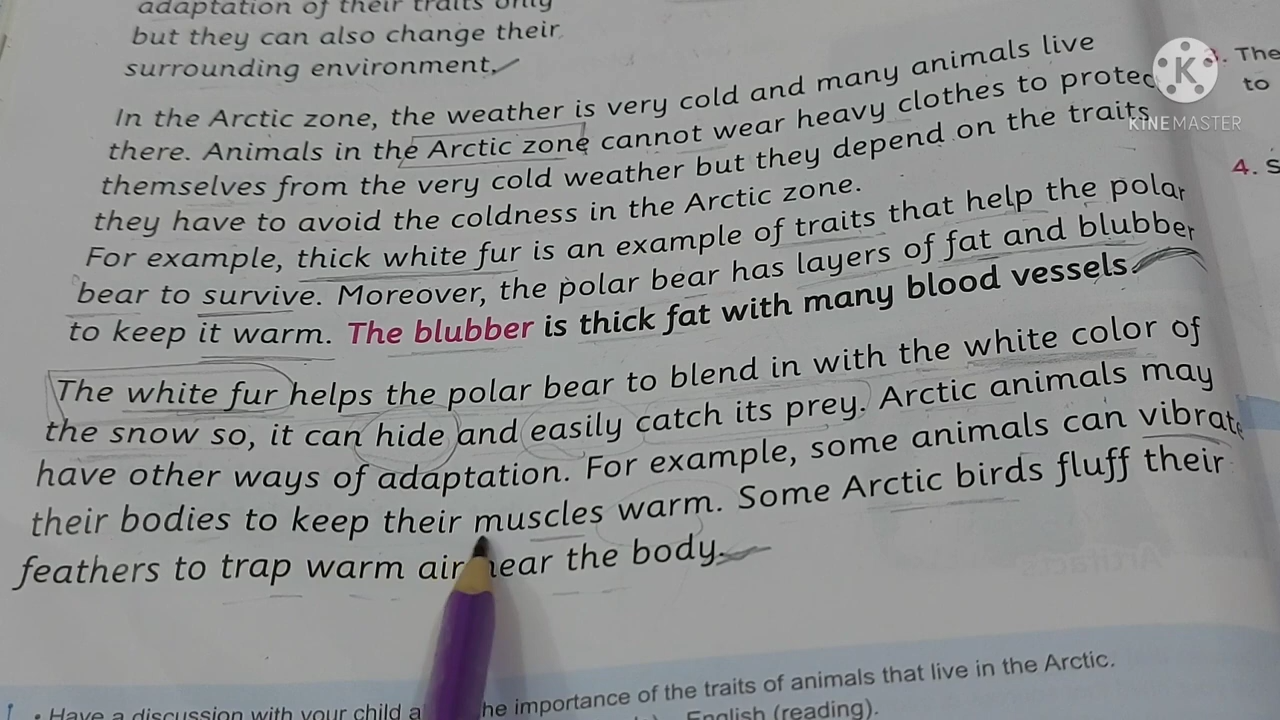 adaptation of their traits only
but they can also change their
surrounding environment.
In the Arctic zone, the weather is very cold and many animals live
there. Animals in the Arctic zone cannot wear heavy clothes to protec
themselves from the very cold weather but they depend on the traits
they have to avoid the coldness in the Arctic zone.
For example, thick white fur is an example of traits that help the polar
bear to survive. Moreover, the polar bear has layers of fat and blubber
to keep it warm. The blubber is thick fat with many blood vessels.
The white fur helps the polar bear to blend in with the white color of
the snow so, it can hide and easily catch its prey. Arctic animals may
have other ways of adaptation. For example, some animals can vibrate
their bodies to keep their muscles warm. Some Arctic birds fluff their
feathers to trap warm air near the body.
• Have a discussion with your child a the importance of the traits of animals that live in the Arctic.
English (reading).
3. The
to
4. S
K
KINEMASTER